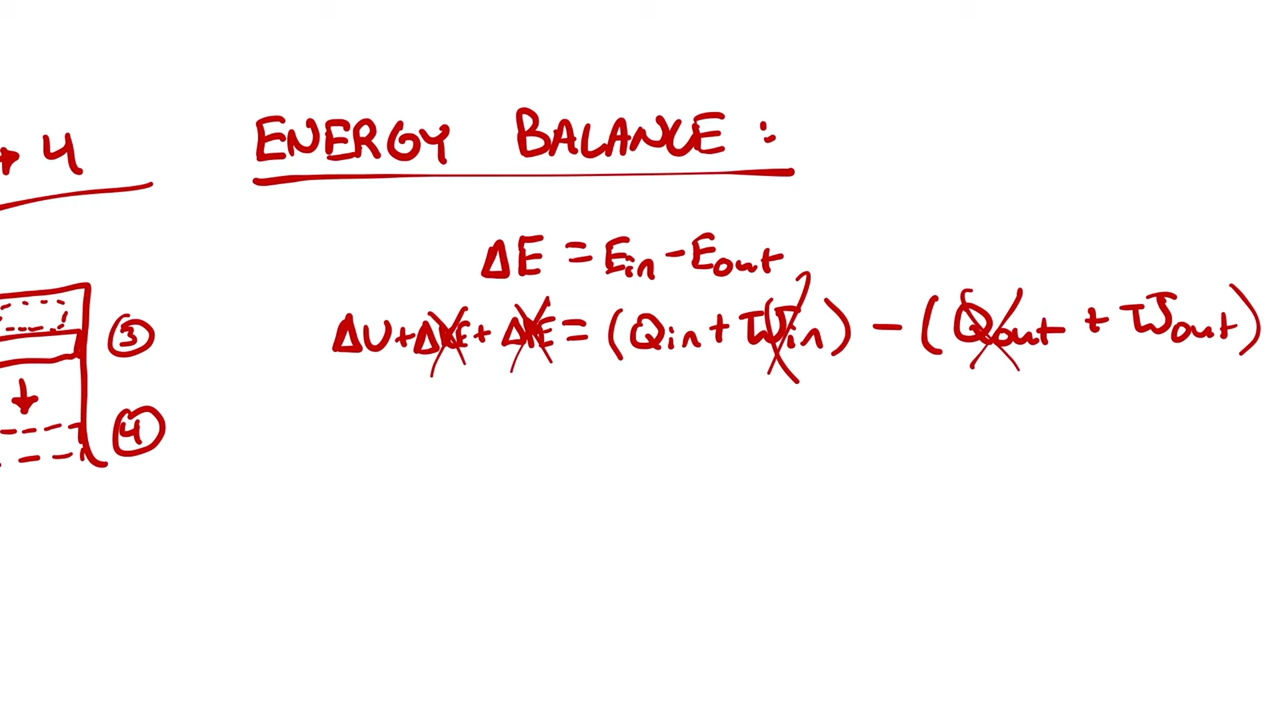 → 4
ENERGY BALANCE :
ΔE = Ein - Eout
ΔU + ΔKE + ΔPE = (Qin + Win) - (Qout + Wout)
③
④